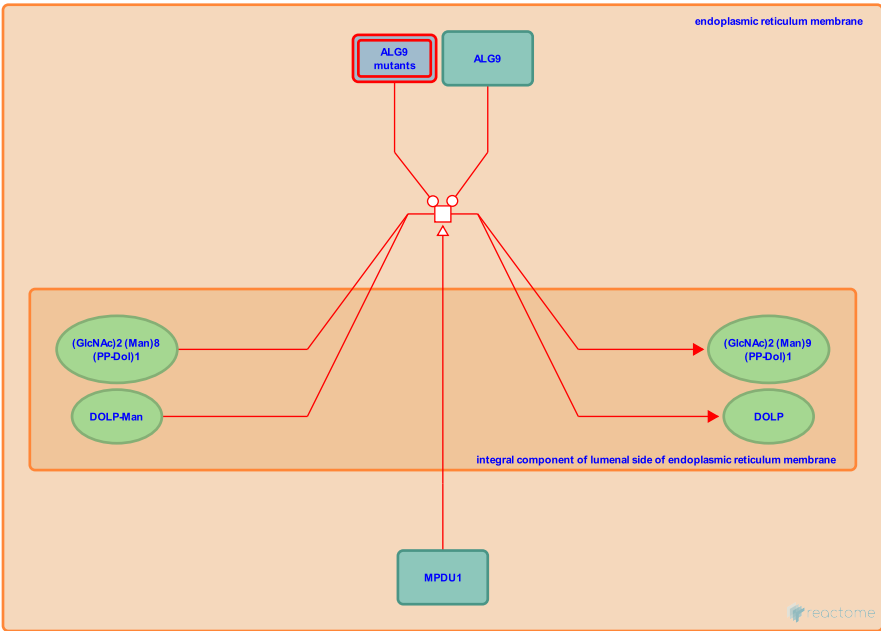 endoplasmic reticulum membrane
ALG9
mutants
ALG9
(GlcNAc)2 (Man)8
(PP-Dol)1
(GlcNAc)2 (Man)9
(PP-Dol)1
DOLP-Man
DOLP
integral component of lumenal side of endoplasmic reticulum membrane
MPDU1
reactome